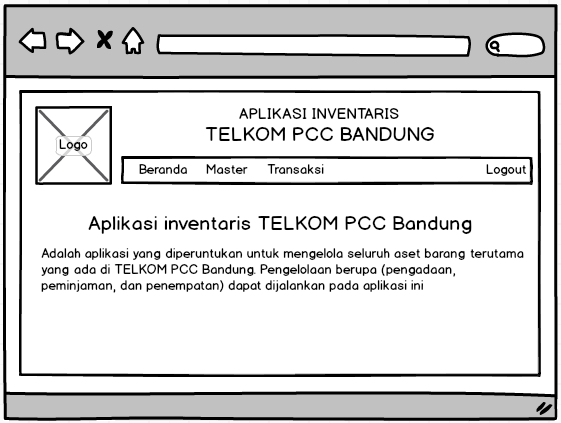 Logo
APLIKASI INVENTARIS
TELKOM PCC BANDUNG
Beranda Master Transaksi Logout
Aplikasi inventaris TELKOM PCC Bandung
Adalah aplikasi yang diperuntukan untuk mengelola seluruh aset barang terutama
yang ada di TELKOM PCC Bandung. Pengelolaan berupa (pengadaan,
peminjaman, dan penempatan) dapat dijalankan pada aplikasi ini